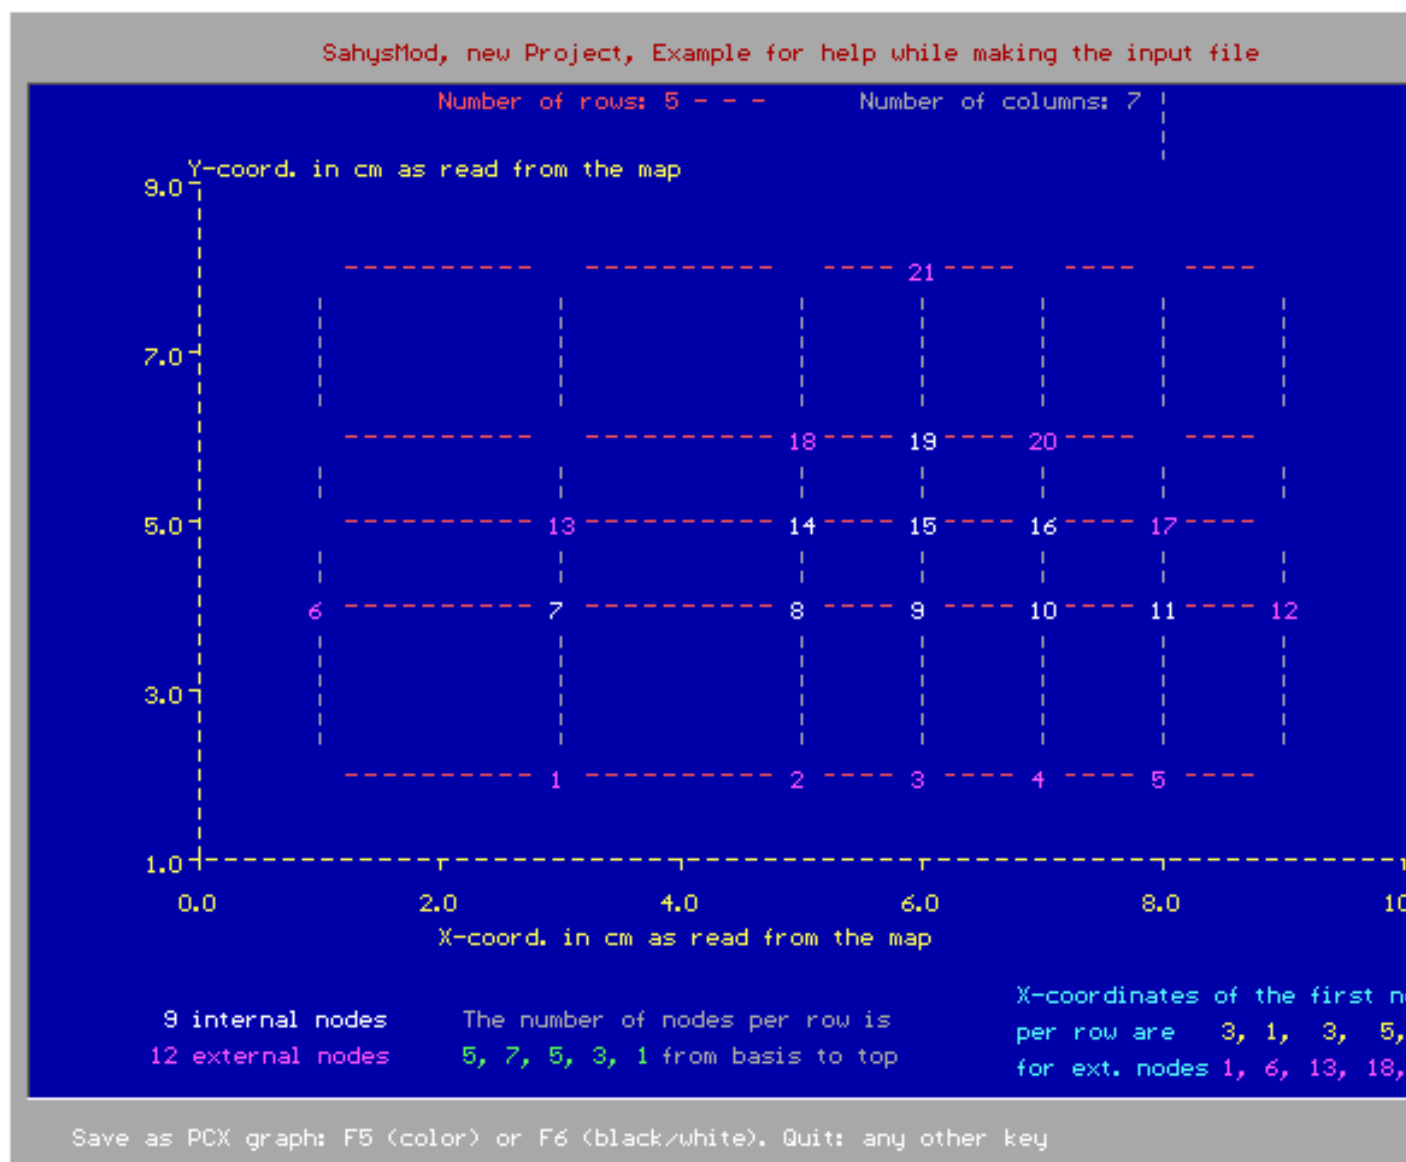 SahysMod, new Project, Example for help while making the input file
Number of rows: 5 - - - Number of columns: 7
Y-coord. in cm as read from the map
9.0
21
7.0
18 19 20
5.0 13 14 15 16 17
6 7 8 9 10 11 12
3.0
1 2 3 4 5
1.0
0.0 2.0 4.0 6.0 8.0 10
X-coord. in cm as read from the map
X-coordinates of the first n
9 internal nodes The number of nodes per row is
per row are 3, 1, 3, 5,
12 external nodes 5, 7, 5, 3, 1 from basis to top
for ext. nodes 1, 6, 13, 18,
Save as PCX graph: F5 (color) or F6 (black/white). Quit: any other key